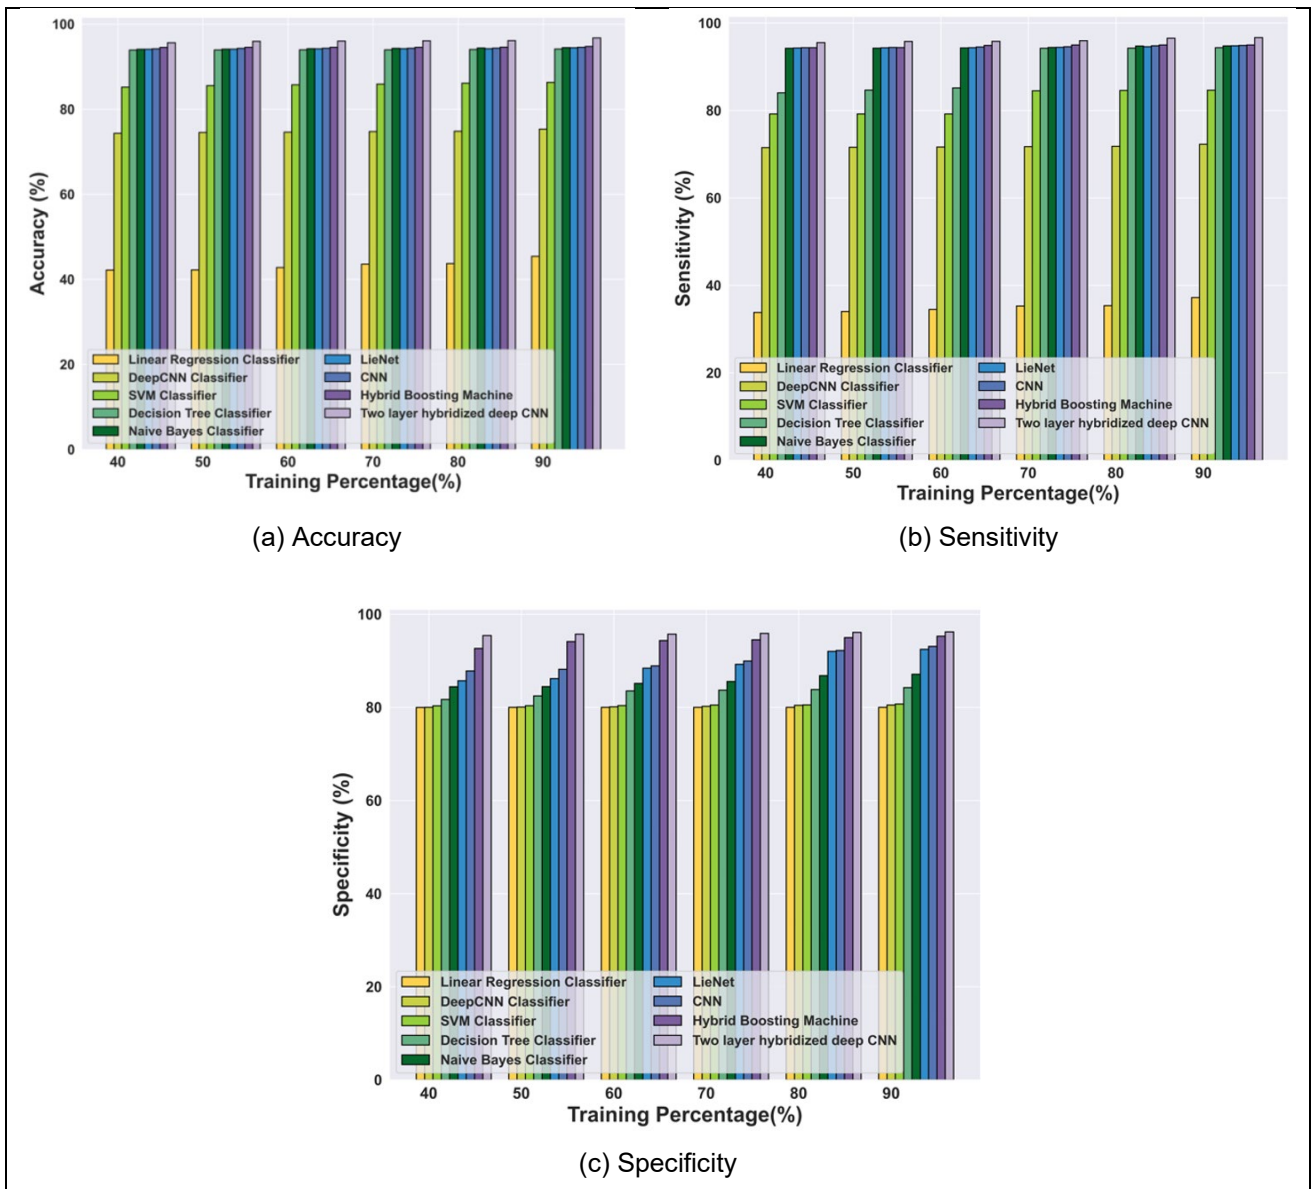 100
80
60
40
20
0
Accuracy (%)
Linear Regression Classifier
DeepCNN Classifier
SVM Classifier
Decision Tree Classifier
Naive Bayes Classifier
LieNet
CNN
Hybrid Boosting Machine
Two layer hybridized deep CNN
40 50 60 70 80 90
Training Percentage(%)
(a) Accuracy
100
80
60
40
20
0
Sensitivity (%)
Linear Regression Classifier
DeepCNN Classifier
SVM Classifier
Decision Tree Classifier
Naive Bayes Classifier
LieNet
CNN
Hybrid Boosting Machine
Two layer hybridized deep CNN
40 50 60 70 80 90
Training Percentage(%)
(b) Sensitivity
100
80
60
40
20
0
Specificity (%)
Linear Regression Classifier
DeepCNN Classifier
SVM Classifier
Decision Tree Classifier
Naive Bayes Classifier
LieNet
CNN
Hybrid Boosting Machine
Two layer hybridized deep CNN
40 50 60 70 80 90
Training Percentage(%)
(c) Specificity